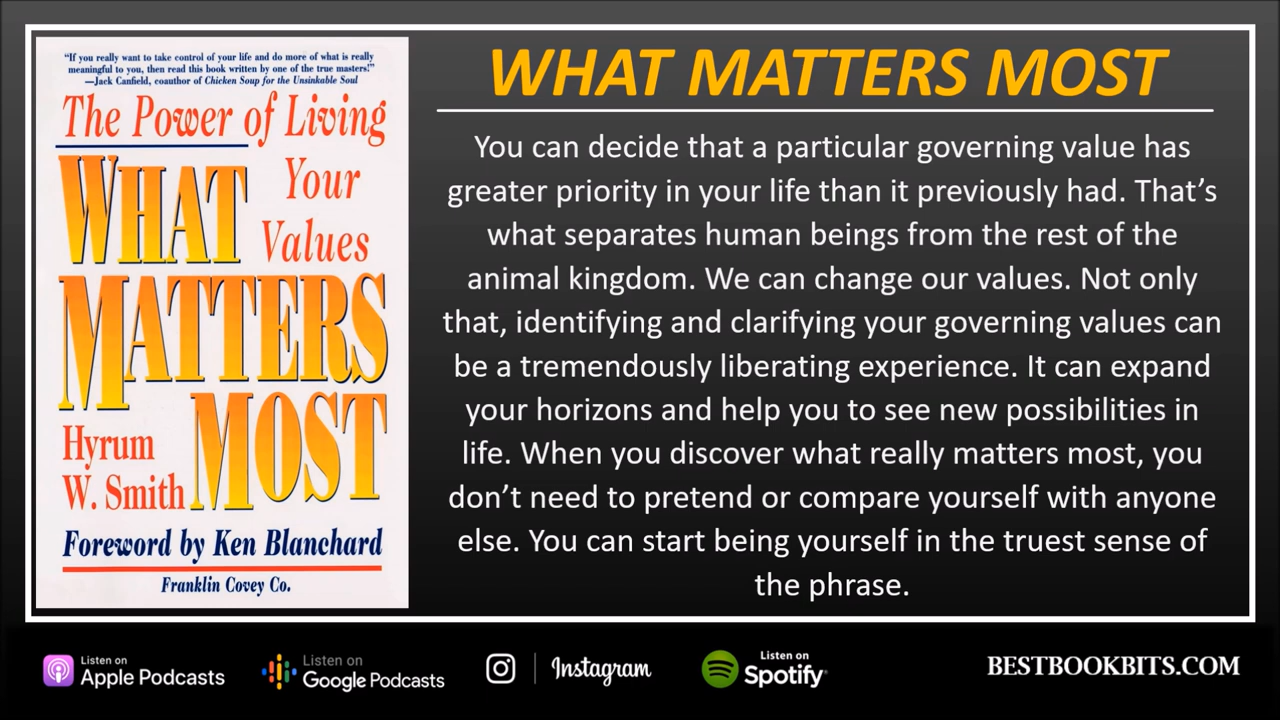 “If you really want to take control of your life and do more of what is really
meaningful to you, then read this book written by one of the true masters!”
—Jack Canfield, coauthor of Chicken Soup for the Unsinkable Soul
The Power of Living
Your
Values
WHAT
MATTERS
MOST
Hyrum
W. Smith
Foreword by Ken Blanchard
Franklin Covey Co.
WHAT MATTERS MOST
You can decide that a particular governing value has
greater priority in your life than it previously had. That’s
what separates human beings from the rest of the
animal kingdom. We can change our values. Not only
that, identifying and clarifying your governing values can
be a tremendously liberating experience. It can expand
your horizons and help you to see new possibilities in
life. When you discover what really matters most, you
don’t need to pretend or compare yourself with anyone
else. You can start being yourself in the truest sense of
the phrase.
Listen on
Apple Podcasts
Listen on
Google Podcasts
Instagram
Listen on
Spotify
BESTBOOKBITS.COM